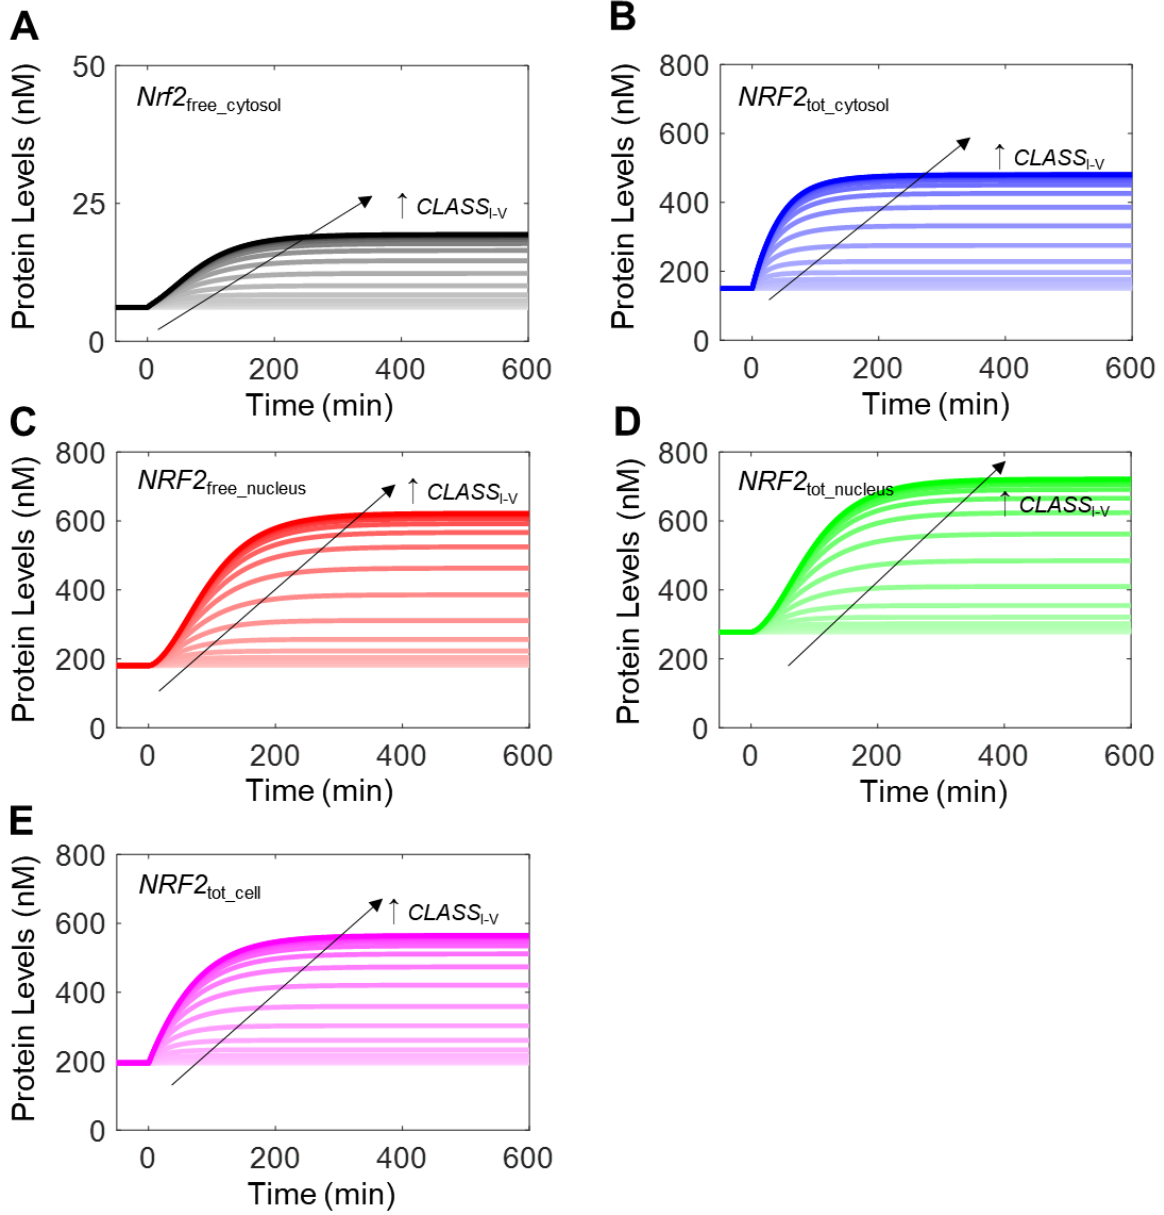 A
Protein Levels (nM)
50
25
0
Nrf2free_cytosol
↑ CLASSI-V
0 200 400 600
Time (min)
B
Protein Levels (nM)
800
600
400
200
0
NRF2tot_cytosol
↑ CLASSI-V
0 200 400 600
Time (min)
C
Protein Levels (nM)
800
600
400
200
0
NRF2free_nucleus
↑ CLASSI-V
0 200 400 600
Time (min)
D
Protein Levels (nM)
800
600
400
200
0
NRF2tot_nucleus
↑ CLASSI-V
0 200 400 600
Time (min)
E
Protein Levels (nM)
800
600
400
200
0
NRF2tot_cell
↑ CLASSI-V
0 200 400 600
Time (min)